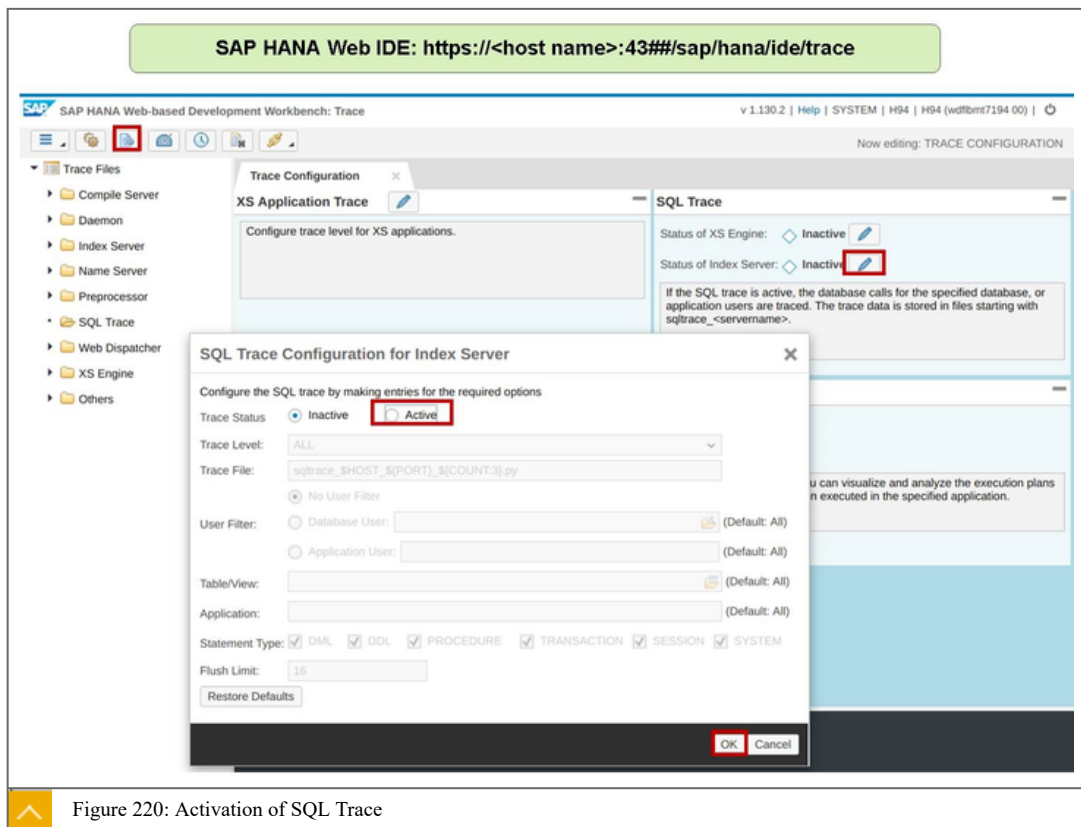 SAP HANA Web IDE: https://<host name>:43##/sap/hana/ide/trace
SAP SAP HANA Web-based Development Workbench: Trace
v 1.130.2 | Help | SYSTEM | H94 | H94 (wdflbmt7194 00) |
Now editing: TRACE CONFIGURATION
Trace Files
Compile Server
Daemon
Index Server
Name Server
Preprocessor
SQL Trace
Web Dispatcher
XS Engine
Others
Trace Configuration
XS Application Trace
Configure trace level for XS applications.
SQL Trace
Status of XS Engine: Inactive
Status of Index Server: Inactive
If the SQL trace is active, the database calls for the specified database, or
application users are traced. The trace data is stored in files starting with
sqltrace_<servername>.
u can visualize and analyze the execution plans
n executed in the specified application.
SQL Trace Configuration for Index Server
Configure the SQL trace by making entries for the required options
Trace Status Inactive Active
Trace Level: ALL
Trace File: sqltrace_$HOST_${PORT}_${COUNT:3}.py
No User Filter
User Filter: Database User: (Default: All)
Application User: (Default: All)
Table/View: (Default: All)
Application: (Default: All)
Statement Type: DML DDL PROCEDURE TRANSACTION SESSION SYSTEM
Flush Limit: 16
Restore Defaults
OK Cancel
Figure 220: Activation of SQL Trace